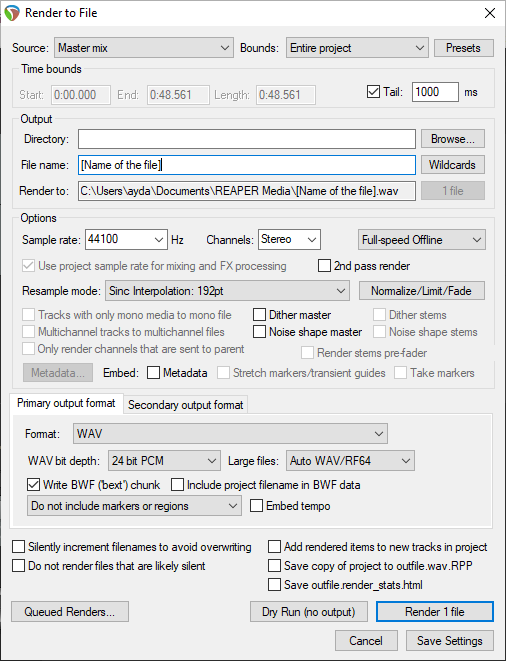 Render to File
Source: Master mix Bounds: Entire project Presets
Time bounds
Start: 0:00.000 End: 0:48.561 Length: 0:48.561 Tail: 1000 ms
Output
Directory: Browse...
File name: [Name of the file] Wildcards
Render to: C:\Users\ayda\Documents\REAPER Media\[Name of the file].wav 1 file
Options
Sample rate: 44100 Hz Channels: Stereo Full-speed Offline
Use project sample rate for mixing and FX processing 2nd pass render
Resample mode: Sinc Interpolation: 192pt Normalize/Limit/Fade
Tracks with only mono media to mono file Dither master Dither stems
Multichannel tracks to multichannel files Noise shape master Noise shape stems
Only render channels that are sent to parent Render stems pre-fader
Metadata... Embed: Metadata Stretch markers/transient guides Take markers
Primary output format Secondary output format
Format: WAV
WAV bit depth: 24 bit PCM Large files: Auto WAV/RF64
Write BWF ('bext') chunk Include project filename in BWF data
Do not include markers or regions Embed tempo
Silently increment filenames to avoid overwriting Add rendered items to new tracks in project
Do not render files that are likely silent Save copy of project to outfile.wav.RPP
Save outfile.render_stats.html
Queued Renders... Dry Run (no output) Render 1 file
Cancel Save Settings